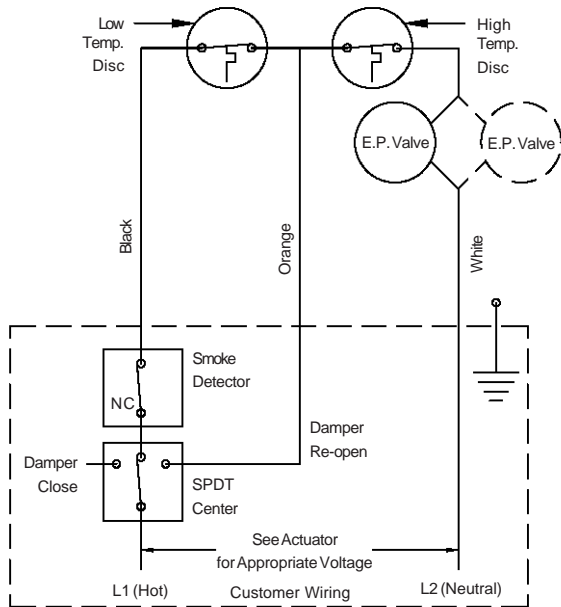 Low
Temp.
Disc
High
Temp.
Disc
E.P. Valve
E.P. Valve
Black
Orange
White
Smoke
Detector
NC
Damper
Re-open
Damper
Close
SPDT
Center
See Actuator
for Appropriate Voltage
L1 (Hot)
Customer Wiring
L2 (Neutral)